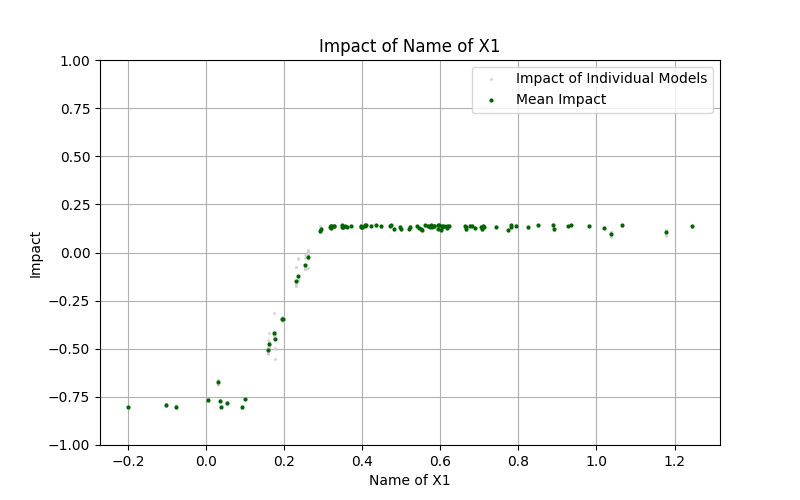 Impact of Name of X1
Impact of Individual Models
Mean Impact
Impact
1.00
0.75
0.50
0.25
0.00
−0.25
−0.50
−0.75
−1.00
−0.2 0.0 0.2 0.4 0.6 0.8 1.0 1.2
Name of X1